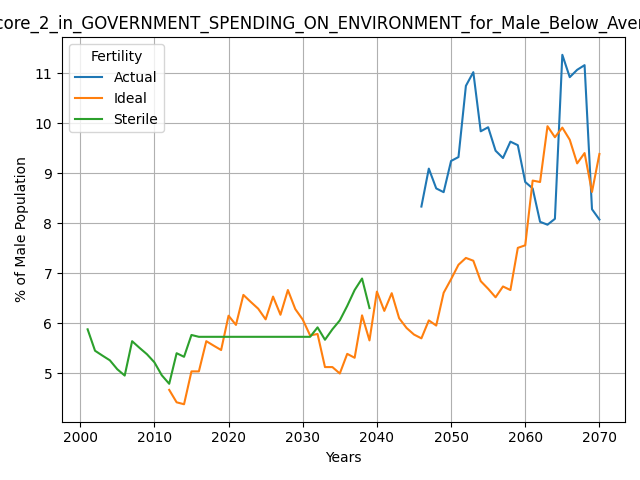 core_2_in_GOVERNMENT_SPENDING_ON_ENVIRONMENT_for_Male_Below_Aver
Fertility
Actual
Ideal
Sterile
% of Male Population
11
10
9
8
7
6
5
2000 2010 2020 2030 2040 2050 2060 2070
Years